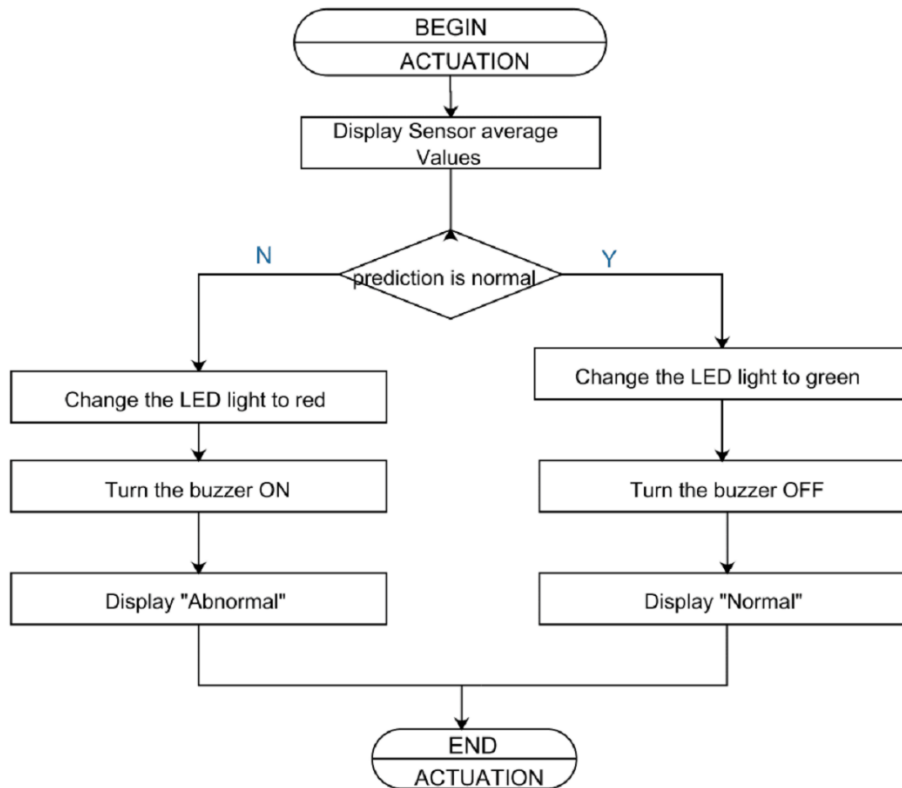 BEGIN
ACTUATION
Display Sensor average
Values
N
Y
prediction is normal
Change the LED light to red
Change the LED light to green
Turn the buzzer ON
Turn the buzzer OFF
Display "Abnormal"
Display "Normal"
END
ACTUATION